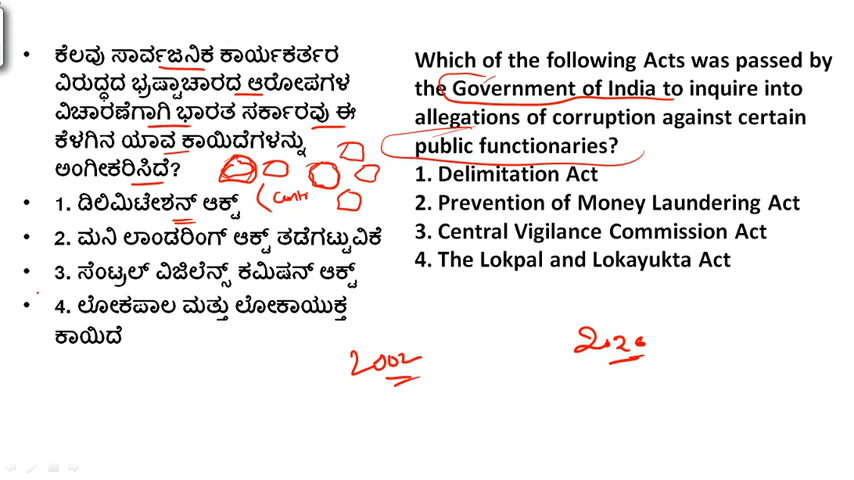 ಕೆಲವು ಸಾರ್ವಜನಿಕ ಕಾರ್ಯಕರ್ತರ
ವಿರುದ್ಧದ ಭ್ರಷ್ಟಾಚಾರದ ಆರೋಪಗಳ
ವಿಚಾರಣೆಗಾಗಿ ಭಾರತ ಸರ್ಕಾರವು ಈ
ಕೆಳಗಿನ ಯಾವ ಕಾಯಿದೆಗಳನ್ನು
ಅಂಗೀಕರಿಸಿದೆ?
1. ಡಿಲಿಮಿಟೇಶನ್ ಆಕ್ಟ್
2. ಮನಿ ಲಾಂಡರಿಂಗ್ ಆಕ್ಟ್ ತಡೆಗಟ್ಟುವಿಕೆ
3. ಸೆಂಟ್ರಲ್ ವಿಜಿಲೆನ್ಸ್ ಕಮಿಷನ್ ಆಕ್ಟ್
4. ಲೋಕಪಾಲ ಮತ್ತು ಲೋಕಾಯುಕ್ತ
ಕಾಯಿದೆ
2002
Which of the following Acts was passed by
the Government of India to inquire into
allegations of corruption against certain
public functionaries?
1. Delimitation Act
2. Prevention of Money Laundering Act
3. Central Vigilance Commission Act
4. The Lokpal and Lokayukta Act